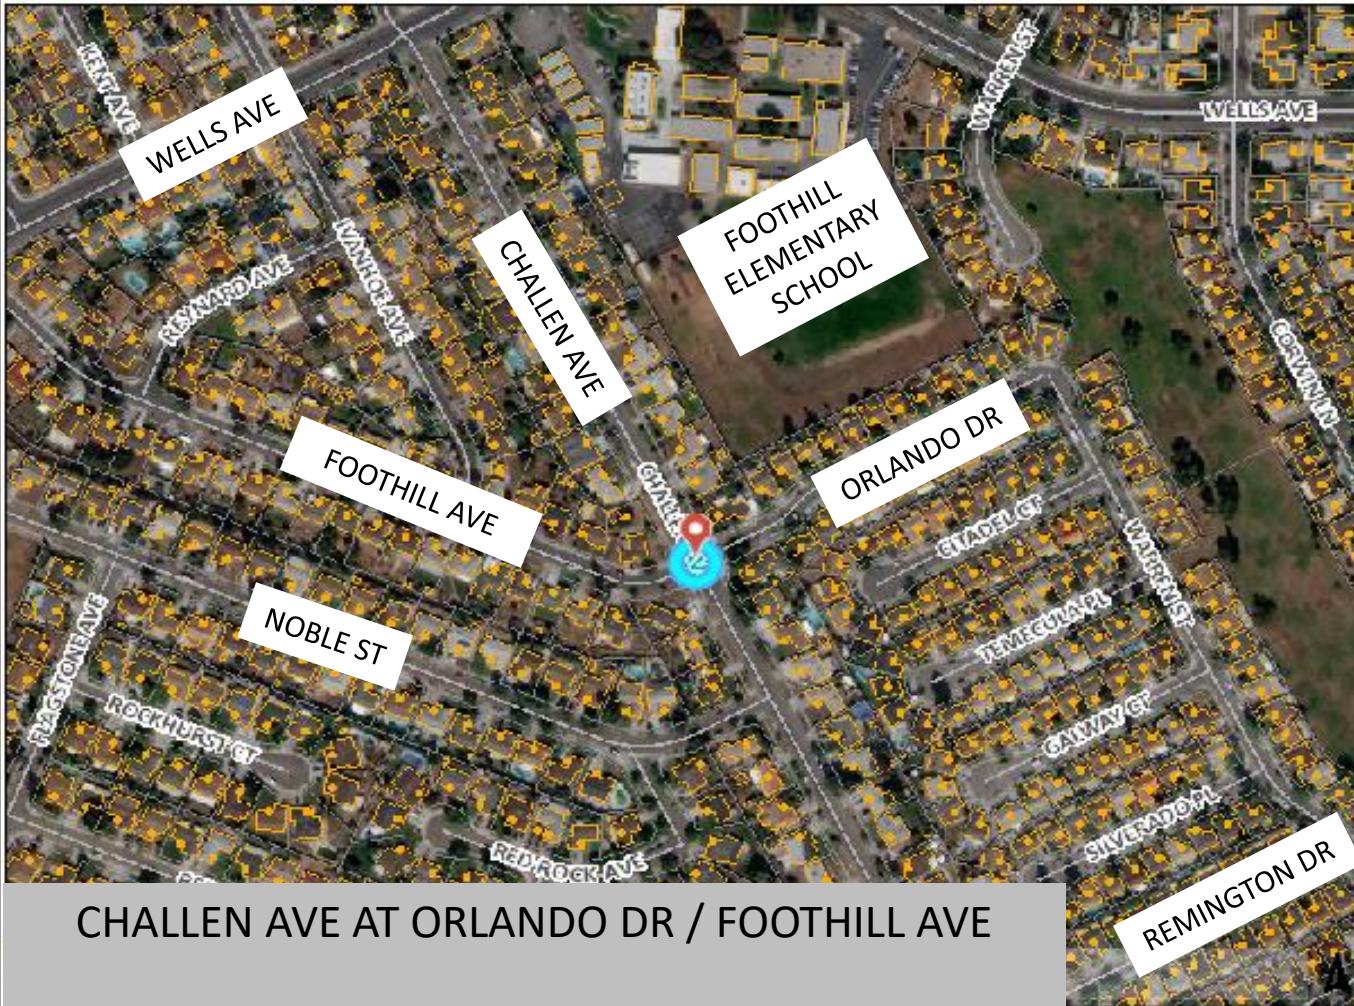 KENT AVE
WARREN ST
WELLS AVE
WELLS AVE
FOOTHILL
ELEMENTARY
SCHOOL
CHALLEN AVE
IVANHOE AVE
REYNARD AVE
CORWIN LN
ORLANDO DR
FOOTHILL AVE
CITADEL CT
WARREN ST
TEMECULA PL
NOBLE ST
FLAGSTONE AVE
ROCKHURST CT
GALWAY CT
SILVERADO PL
RED ROCK AVE
REMINGTON DR
CHALLEN AVE AT ORLANDO DR / FOOTHILL AVE